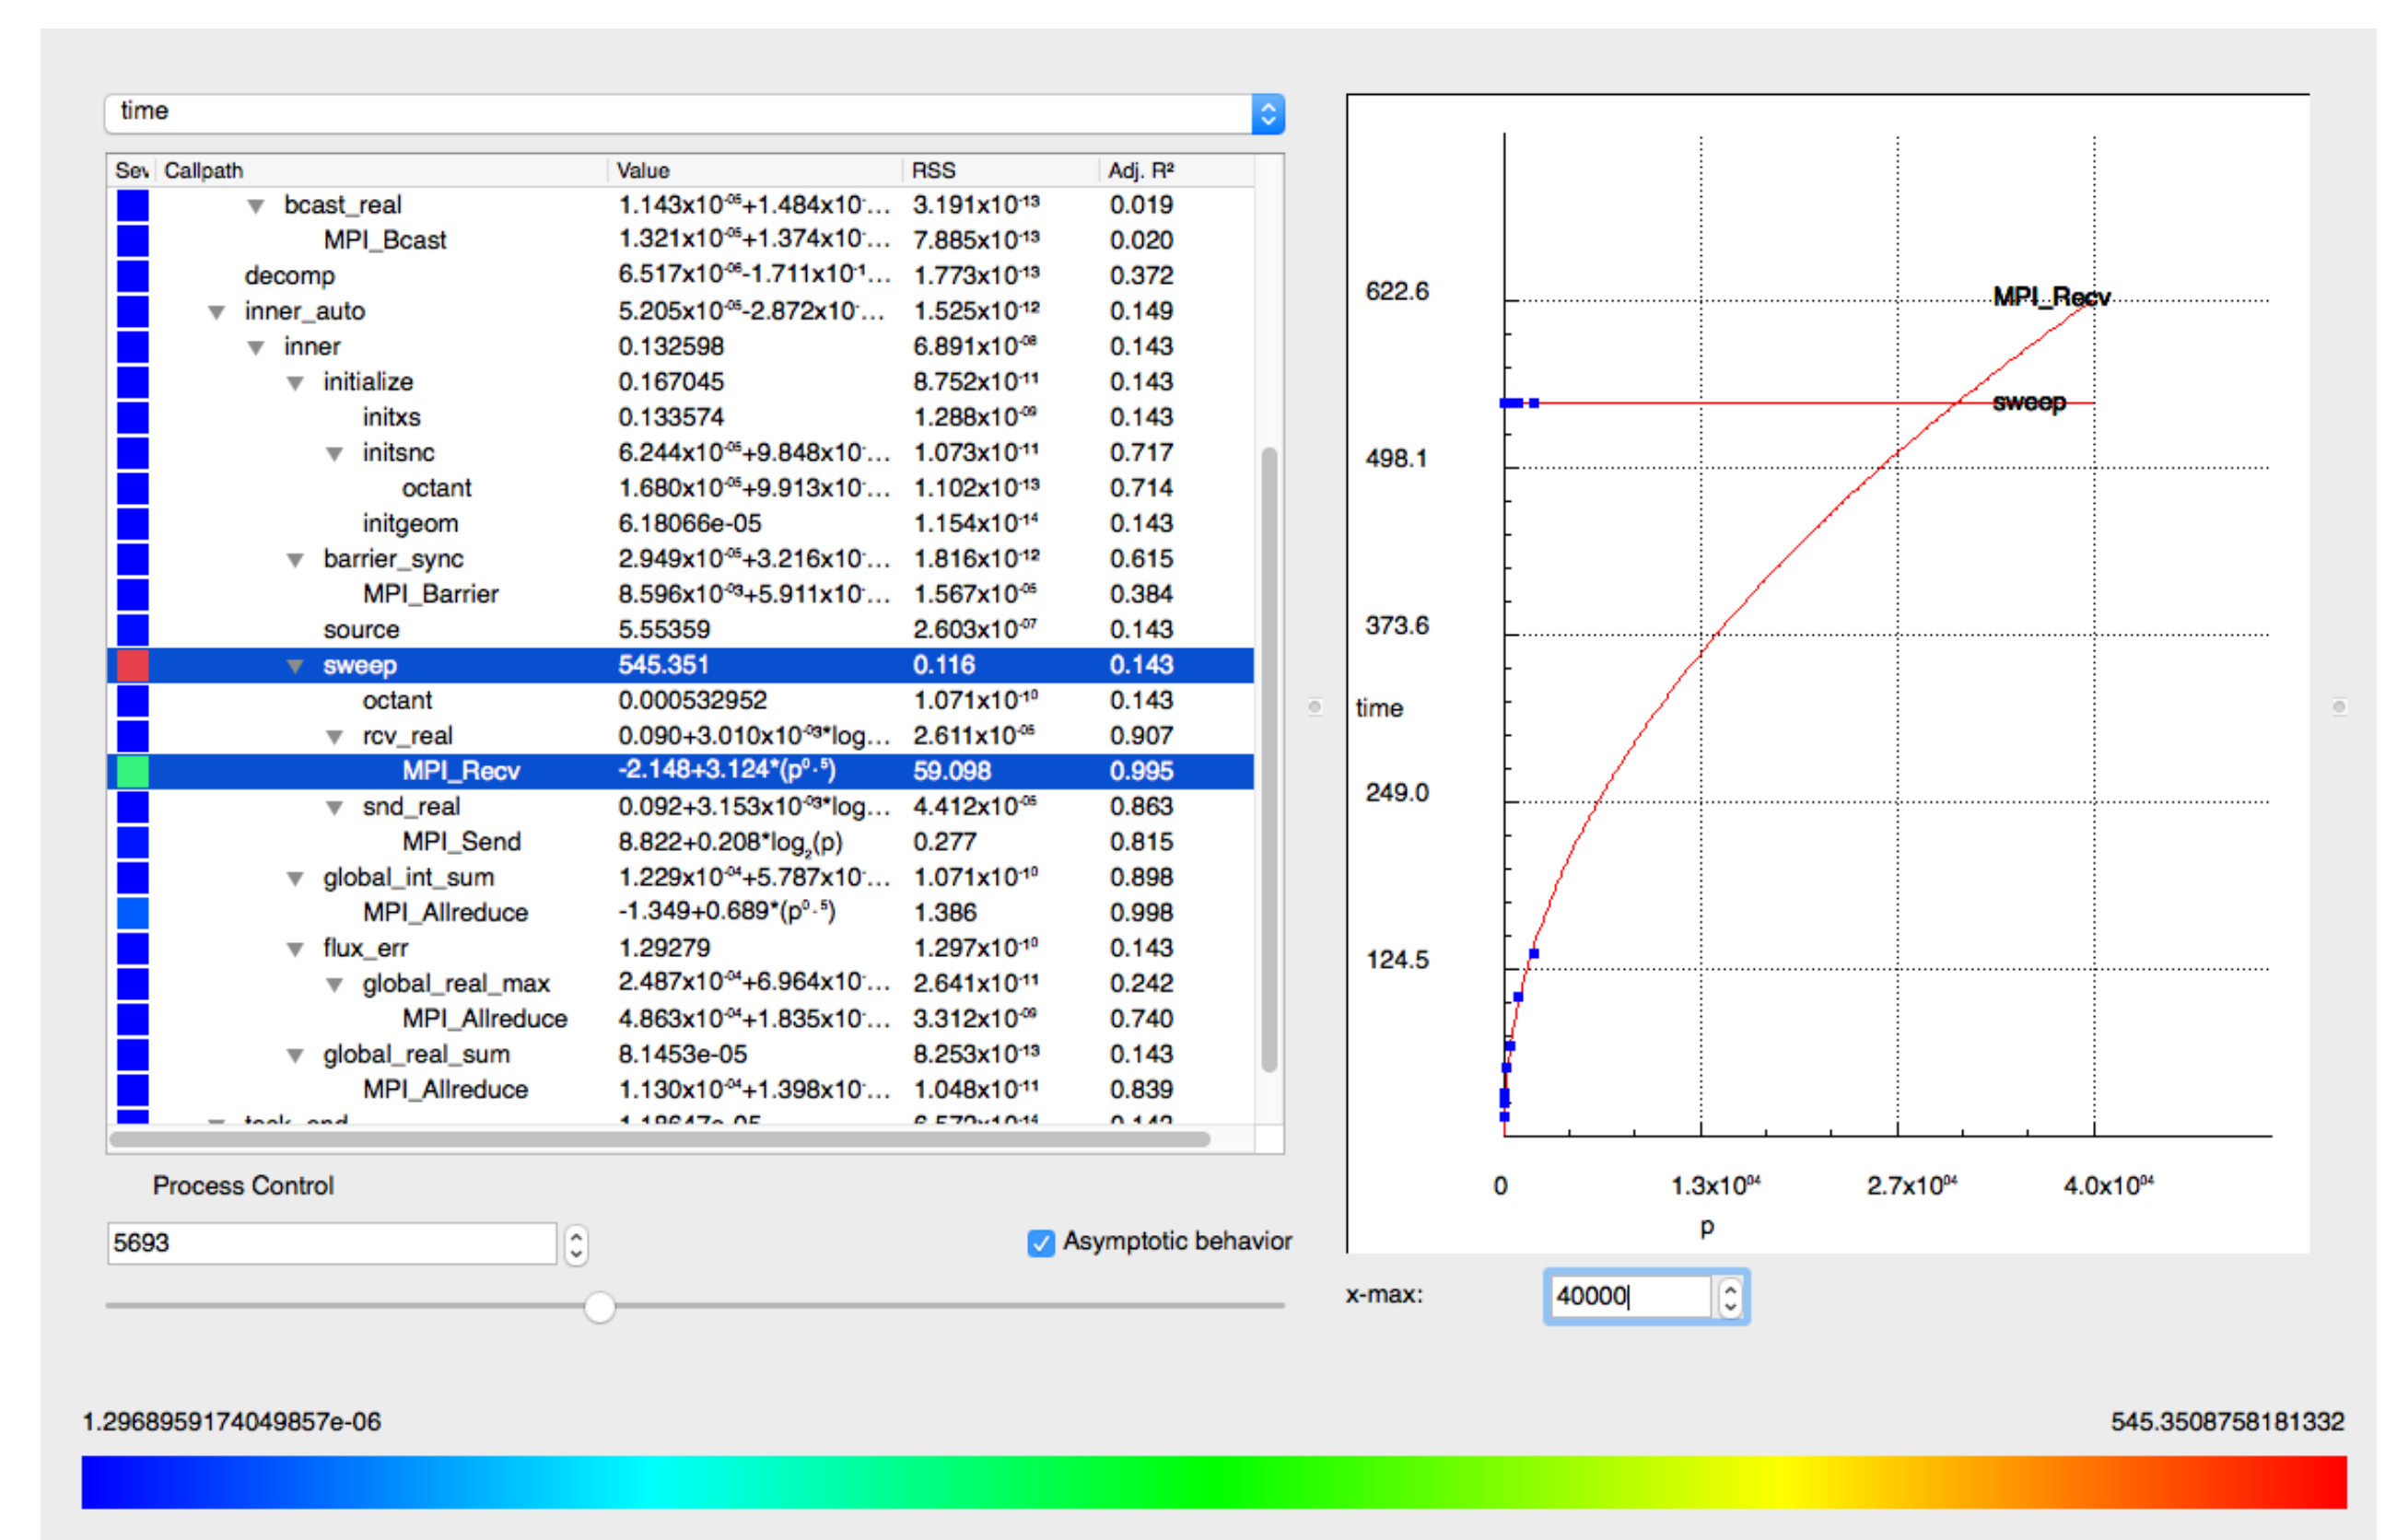 time
Sev Callpath Value RSS Adj. R²
bcast_real 1.143x10⁻⁰⁵+1.484x10⁻… 3.191x10⁻¹³ 0.019
MPI_Bcast 1.321x10⁻⁰⁵+1.374x10⁻… 7.885x10⁻¹³ 0.020
decomp 6.517x10⁻⁰⁶-1.711x10⁻¹… 1.773x10⁻¹³ 0.372
inner_auto 5.205x10⁻⁰⁵-2.872x10⁻… 1.525x10⁻¹² 0.149
inner 0.132598 6.891x10⁻⁰⁸ 0.143
initialize 0.167045 8.752x10⁻¹¹ 0.143
initxs 0.133574 1.288x10⁻⁰⁹ 0.143
initsnc 6.244x10⁻⁰⁵+9.848x10⁻… 1.073x10⁻¹¹ 0.717
octant 1.680x10⁻⁰⁵+9.913x10⁻… 1.102x10⁻¹³ 0.714
initgeom 6.18066e-05 1.154x10⁻¹⁴ 0.143
barrier_sync 2.949x10⁻⁰⁵+3.216x10⁻… 1.816x10⁻¹² 0.615
MPI_Barrier 8.596x10⁻⁰³+5.911x10⁻… 1.567x10⁻⁰⁵ 0.384
source 5.55359 2.603x10⁻⁰⁷ 0.143
sweep 545.351 0.116 0.143
octant 0.000532952 1.071x10⁻¹⁰ 0.143
rcv_real 0.090+3.010x10⁻⁰³*log… 2.611x10⁻⁰⁵ 0.907
MPI_Recv -2.148+3.124*(p⁰·⁵) 59.098 0.995
snd_real 0.092+3.153x10⁻⁰³*log… 4.412x10⁻⁰⁵ 0.863
MPI_Send 8.822+0.208*log₂(p) 0.277 0.815
global_int_sum 1.229x10⁻⁰⁴+5.787x10⁻… 1.071x10⁻¹⁰ 0.898
MPI_Allreduce -1.349+0.689*(p⁰·⁵) 1.386 0.998
flux_err 1.29279 1.297x10⁻¹⁰ 0.143
global_real_max 2.487x10⁻⁰⁴+6.964x10⁻… 2.641x10⁻¹¹ 0.242
MPI_Allreduce 4.863x10⁻⁰⁴+1.835x10⁻… 3.312x10⁻⁰⁹ 0.740
global_real_sum 8.1453e-05 8.253x10⁻¹³ 0.143
MPI_Allreduce 1.130x10⁻⁰⁴+1.398x10⁻… 1.048x10⁻¹¹ 0.839
Process Control
5693
Asymptotic behavior
622.6
498.1
373.6
time
249.0
124.5
MPI_Recv
sweep
0 1.3x10⁰⁴ 2.7x10⁰⁴ 4.0x10⁰⁴
p
x-max: 40000
1.2968959174049857e-06 545.3508758181332